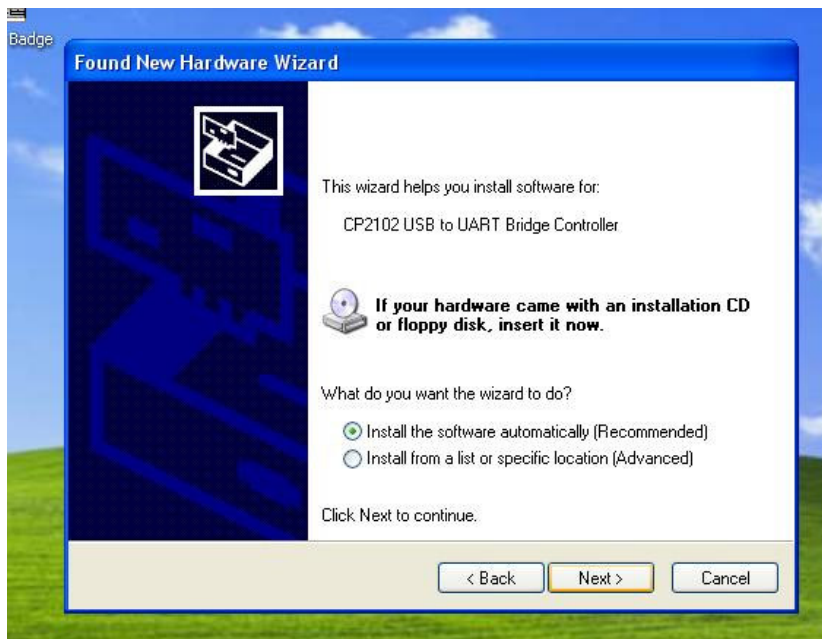 Badge
Found New Hardware Wizard
This wizard helps you install software for:
CP2102 USB to UART Bridge Controller
If your hardware came with an installation CD
or floppy disk, insert it now.
What do you want the wizard to do?
Install the software automatically (Recommended)
Install from a list or specific location (Advanced)
Click Next to continue.
< Back
Next >
Cancel